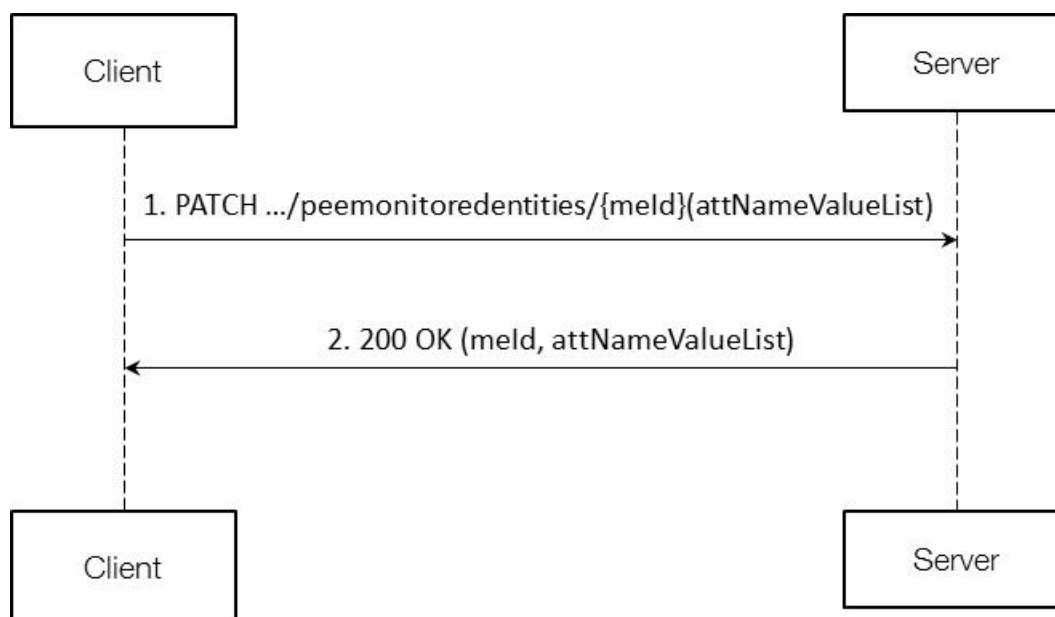 Client
Server
1. PATCH .../peemonitoredentities/{meId}(attNameValueList)
2. 200 OK (meId, attNameValueList)
Client
Server